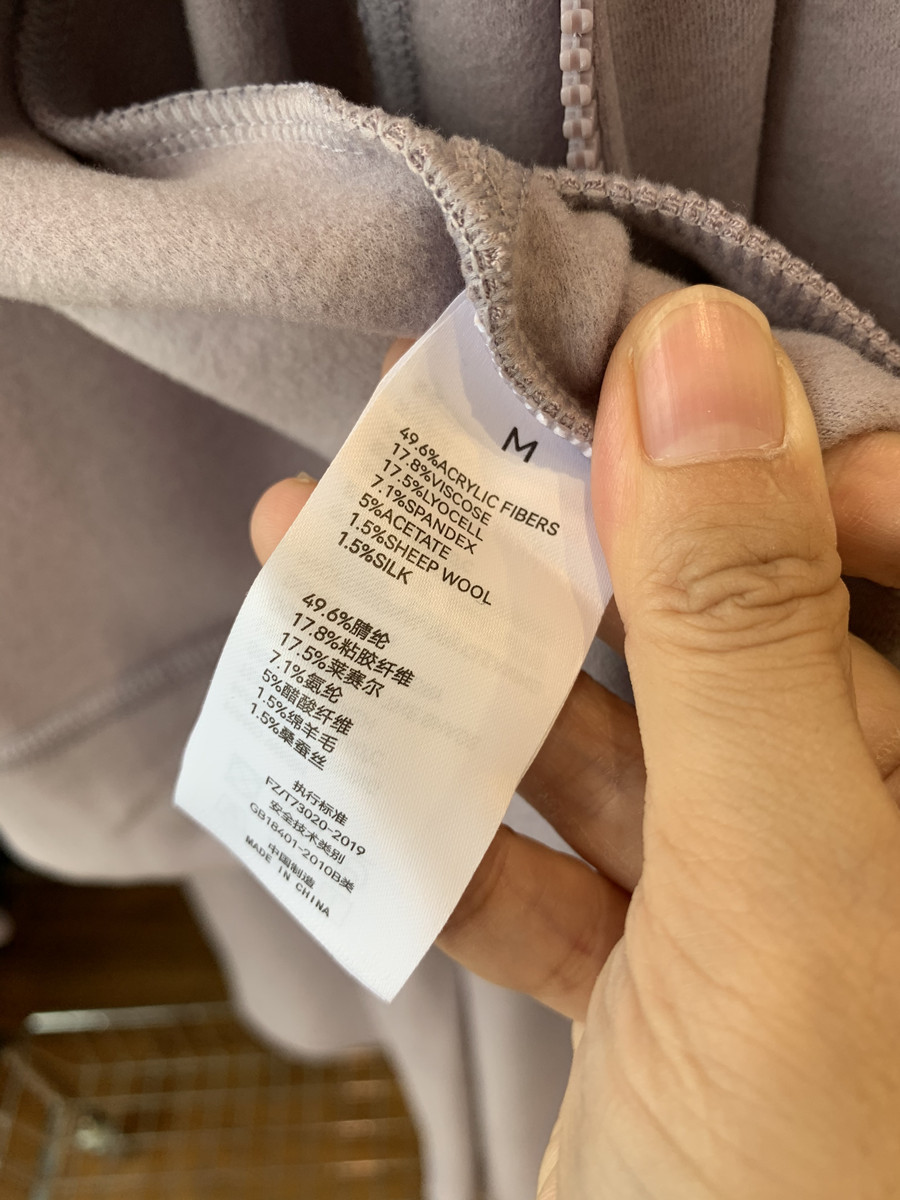 M
49.6%ACRYLIC FIBERS
17.8%VISCOSE
17.5%LYOCELL
7.1%SPANDEX
5%ACETATE
1.5%SHEEP WOOL
1.5%SILK
49.6%腈纶
17.8%粘胶纤维
17.5%莱赛尔
7.1%氨纶
5%醋酸纤维
1.5%绵羊毛
1.5%桑蚕丝
执行标准
FZ/T73020-2019
安全技术类别
GB18401-2010B类
中国制造
MADE IN CHINA